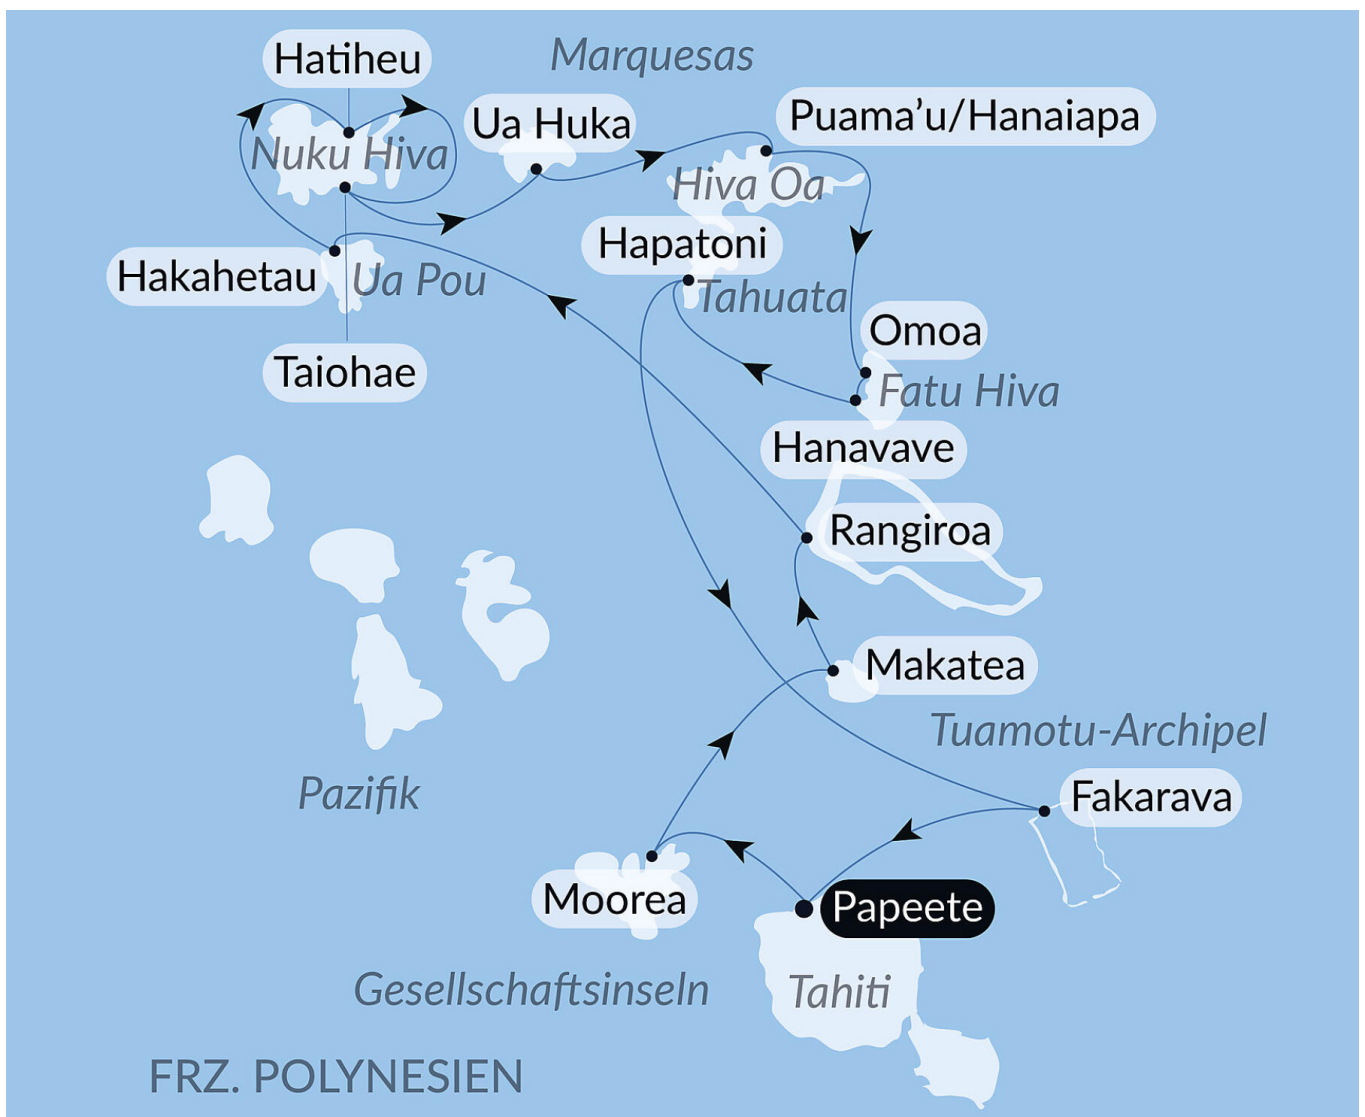 Hatiheu
Marquesas
Ua Huka
Puama’u/Hanaiapa
Nuku Hiva
Hiva Oa
Hapatoni
Hakahetau
Ua Pou
Tahuata
Omoa
Taiohae
Fatu Hiva
Hanavave
Rangiroa
Makatea
Tuamotu-Archipel
Pazifik
Fakarava
Moorea
Papeete
Gesellschaftsinseln
Tahiti
FRZ. POLYNESIEN